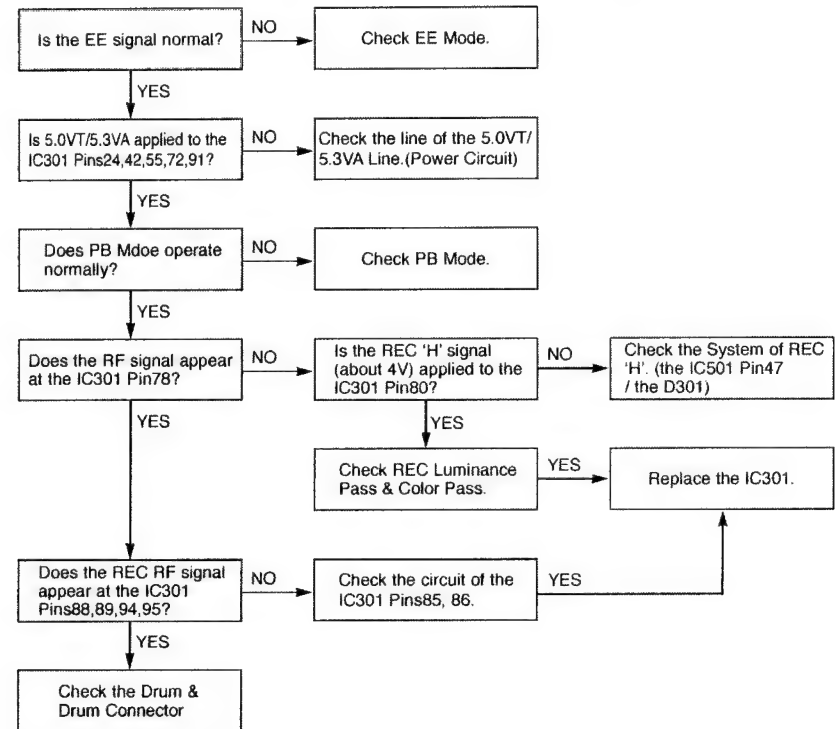 Is the EE signal normal?
NO
Check EE Mode.
YES
Is 5.0VT/5.3VA applied to the
IC301 Pins24,42,55,72,91?
NO
Check the line of the 5.0VT/
5.3VA Line.(Power Circuit)
YES
Does PB Mdoe operate
normally?
NO
Check PB Mode.
YES
Does the RF signal appear
at the IC301 Pin78?
NO
Is the REC 'H' signal
(about 4V) applied to the
IC301 Pin80?
NO
Check the System of REC
'H'. (the IC501 Pin47
/ the D301)
YES
YES
Check REC Luminance
Pass & Color Pass.
YES
Replace the IC301.
Does the REC RF signal
appear at the IC301
Pins88,89,94,95?
NO
Check the circuit of the
IC301 Pins85, 86.
YES
YES
Check the Drum &
Drum Connector